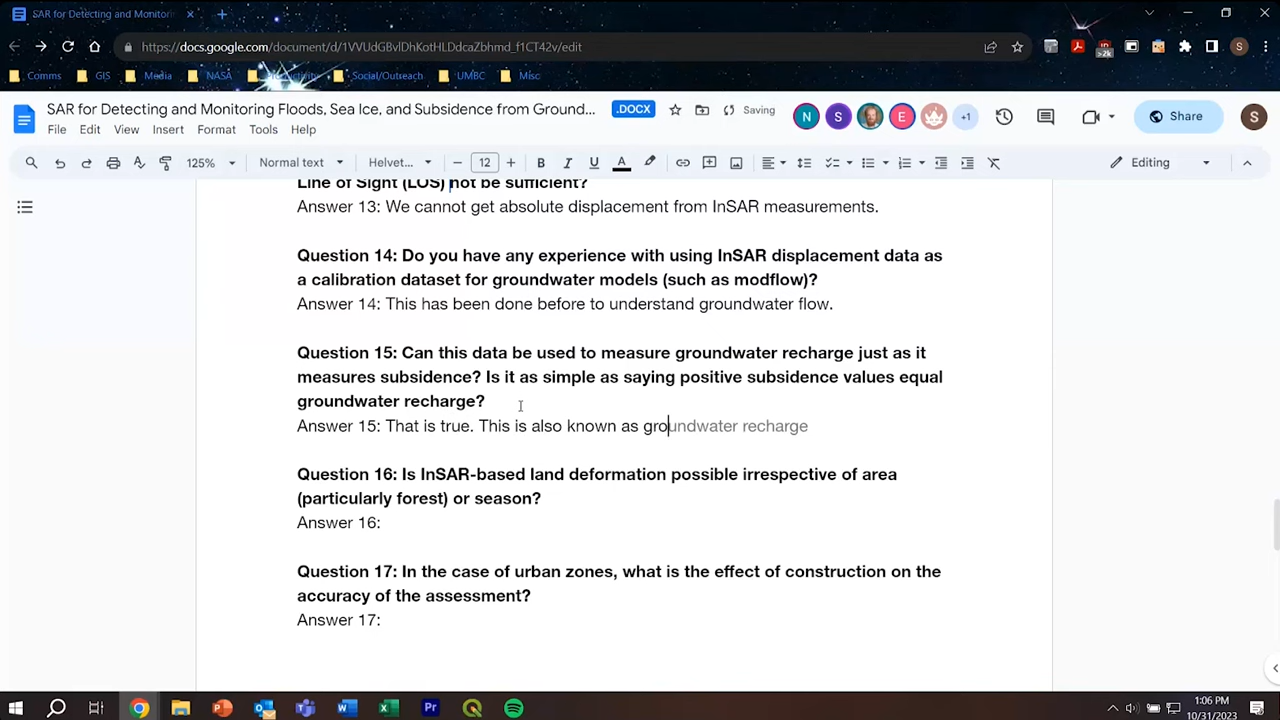 SAR for Detecting and Monitorin
https://docs.google.com/document/d/1VVUdGBvlDhKotHLDdcaZbhmd_f1CT42v/edit
>2k
S
Comms GIS Media NASA Social/Outreach UMBC Misc
SAR for Detecting and Monitoring Floods, Sea Ice, and Subsidence from Ground... .DOCX Saving
N S E +1 Share S
File Edit View Insert Format Tools Help
125% Normal text Helvet... 12 B I U A Editing
Line of Sight (LOS) not be sufficient?
Answer 13: We cannot get absolute displacement from InSAR measurements.
Question 14: Do you have any experience with using InSAR displacement data as
a calibration dataset for groundwater models (such as modflow)?
Answer 14: This has been done before to understand groundwater flow.
Question 15: Can this data be used to measure groundwater recharge just as it
measures subsidence? Is it as simple as saying positive subsidence values equal
groundwater recharge?
Answer 15: That is true. This is also known as groundwater recharge
Question 16: Is InSAR-based land deformation possible irrespective of area
(particularly forest) or season?
Answer 16:
Question 17: In the case of urban zones, what is the effect of construction on the
accuracy of the assessment?
Answer 17:
1:06 PM
10/31/2023